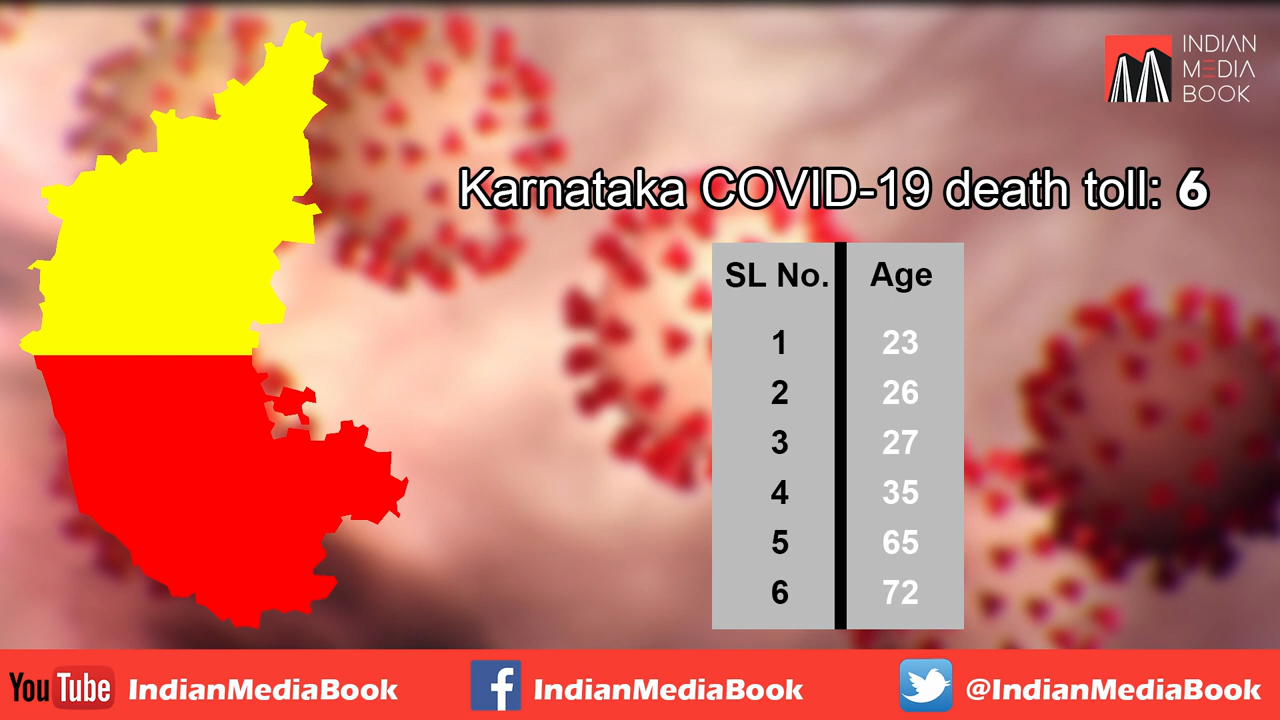 INDIAN
MEDIA
BOOK
Karnataka COVID-19 death toll: 6
SL No. Age
1 23
2 26
3 27
4 35
5 65
6 72
YouTube IndianMediaBook f IndianMediaBook @IndianMediaBook